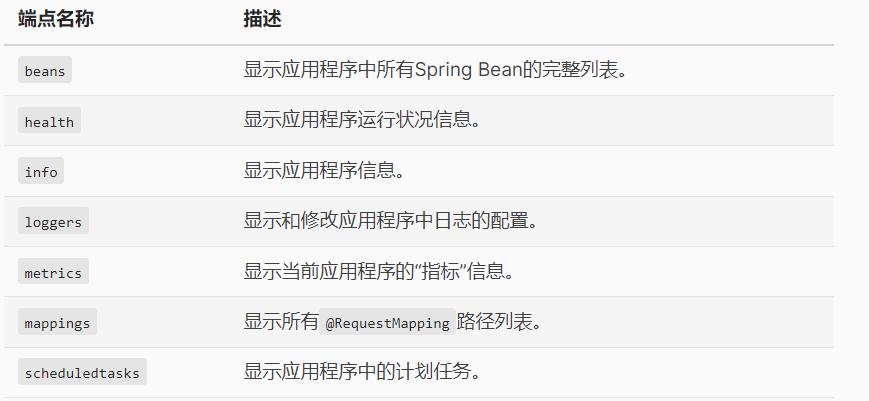 端点名称 描述
beans 显示应用程序中所有Spring Bean的完整列表。
health 显示应用程序运行状况信息。
info 显示应用程序信息。
loggers 显示和修改应用程序中日志的配置。
metrics 显示当前应用程序的“指标”信息。
mappings 显示所有@RequestMapping路径列表。
scheduledtasks 显示应用程序中的计划任务。